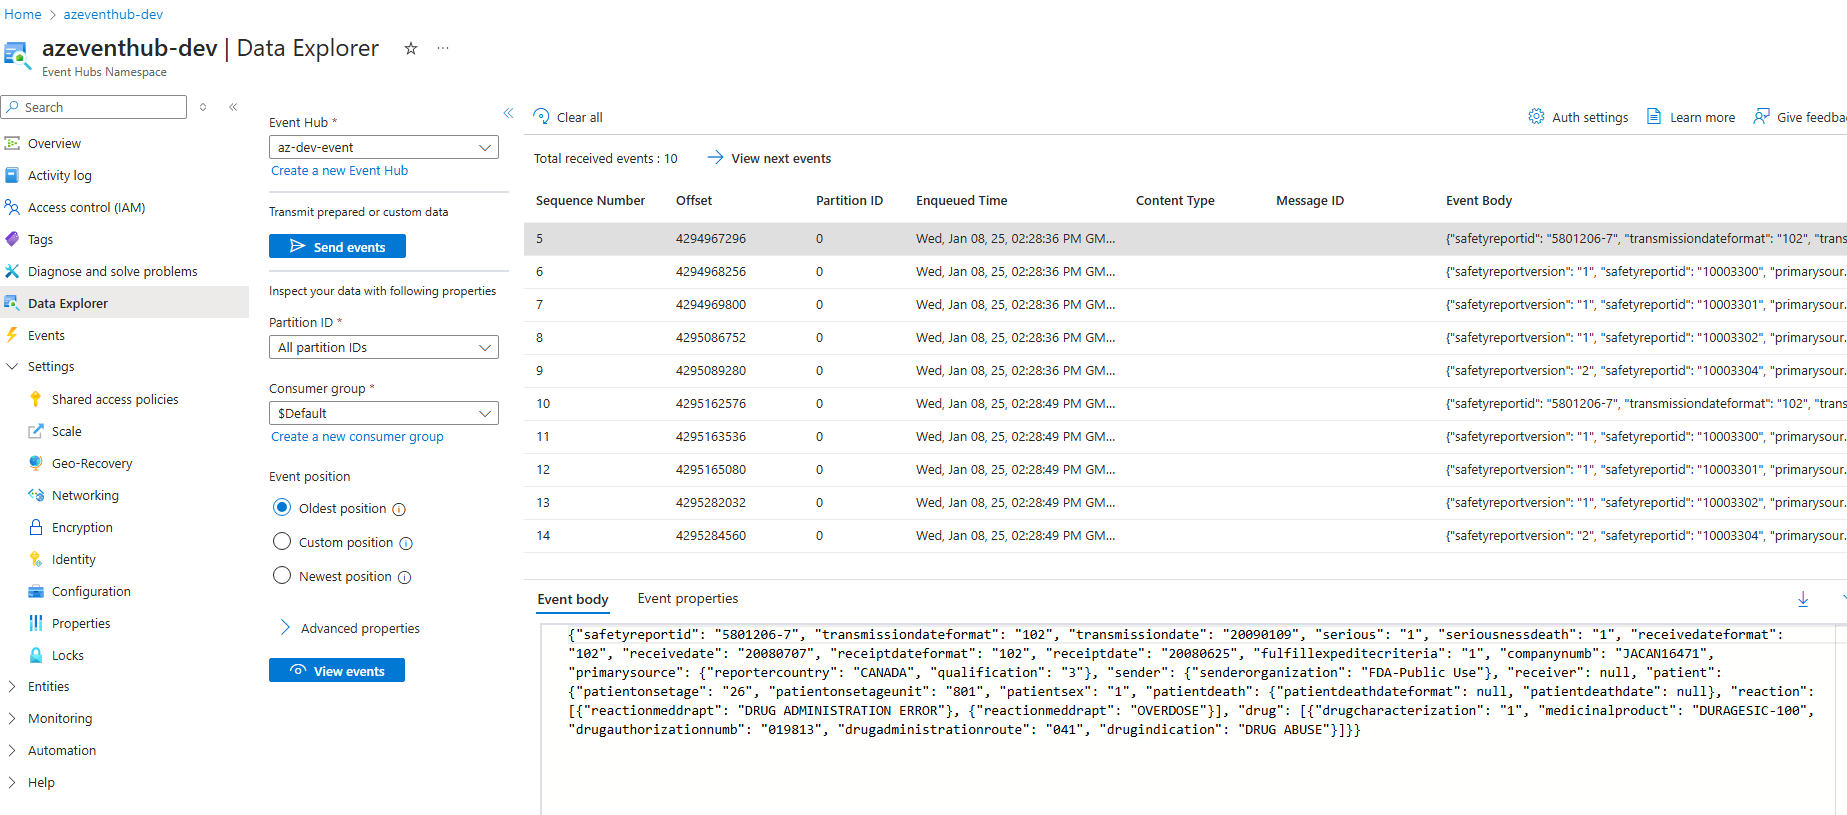 Home > azeventhub-dev
azeventhub-dev | Data Explorer ☆ ...
Event Hubs Namespace
Search
Overview
Activity log
Access control (IAM)
Tags
Diagnose and solve problems
Data Explorer
Events
Settings
Shared access policies
Scale
Geo-Recovery
Networking
Encryption
Identity
Configuration
Properties
Locks
Entities
Monitoring
Automation
Help
Event Hub *
az-dev-event
Create a new Event Hub
Transmit prepared or custom data
Send events
Inspect your data with following properties
Partition ID *
All partition IDs
Consumer group *
$Default
Create a new consumer group
Event position
Oldest position
Custom position
Newest position
Advanced properties
View events
Clear all
Auth settings
Learn more
Give feedba
Total received events : 10
View next events
Sequence Number Offset Partition ID Enqueued Time Content Type Message ID Event Body
5 4294967296 0 Wed, Jan 08, 25, 02:28:36 PM GM... {"safetyreportid": "5801206-7", "transmissiondateformat": "102", "trans
6 4294968256 0 Wed, Jan 08, 25, 02:28:36 PM GM... {"safetyreportversion": "1", "safetyreportid": "10003300", "primarysour.
7 4294969800 0 Wed, Jan 08, 25, 02:28:36 PM GM... {"safetyreportversion": "1", "safetyreportid": "10003301", "primarysour.
8 4295086752 0 Wed, Jan 08, 25, 02:28:36 PM GM... {"safetyreportversion": "1", "safetyreportid": "10003302", "primarysour.
9 4295089280 0 Wed, Jan 08, 25, 02:28:36 PM GM... {"safetyreportversion": "2", "safetyreportid": "10003304", "primarysour.
10 4295162576 0 Wed, Jan 08, 25, 02:28:49 PM GM... {"safetyreportid": "5801206-7", "transmissiondateformat": "102", "trans
11 4295163536 0 Wed, Jan 08, 25, 02:28:49 PM GM... {"safetyreportversion": "1", "safetyreportid": "10003300", "primarysour.
12 4295165080 0 Wed, Jan 08, 25, 02:28:49 PM GM... {"safetyreportversion": "1", "safetyreportid": "10003301", "primarysour.
13 4295282032 0 Wed, Jan 08, 25, 02:28:49 PM GM... {"safetyreportversion": "1", "safetyreportid": "10003302", "primarysour.
14 4295284560 0 Wed, Jan 08, 25, 02:28:49 PM GM... {"safetyreportversion": "2", "safetyreportid": "10003304", "primarysour.
Event body Event properties
{"safetyreportid": "5801206-7", "transmissiondateformat": "102", "transmissiondate": "20090109", "serious": "1", "seriousnessdeath": "1", "receivedateformat":
"102", "receivedate": "20080707", "receiptdateformat": "102", "receiptdate": "20080625", "fulfillexpeditecriteria": "1", "companynumb": "JACAN16471",
"primarysource": {"reportercountry": "CANADA", "qualification": "3"}, "sender": {"senderorganization": "FDA-Public Use"}, "receiver": null, "patient":
{"patientonsetage": "26", "patientonsetageunit": "801", "patientsex": "1", "patientdeath": {"patientdeathdateformat": null, "patientdeathdate": null}, "reaction":
[{"reactionmeddrapt": "DRUG ADMINISTRATION ERROR"}, {"reactionmeddrapt": "OVERDOSE"}], "drug": [{"drugcharacterization": "1", "medicinalproduct": "DURAGESIC-100",
"drugauthorizationnumb": "019813", "drugadministrationroute": "041", "drugindication": "DRUG ABUSE"}]}}